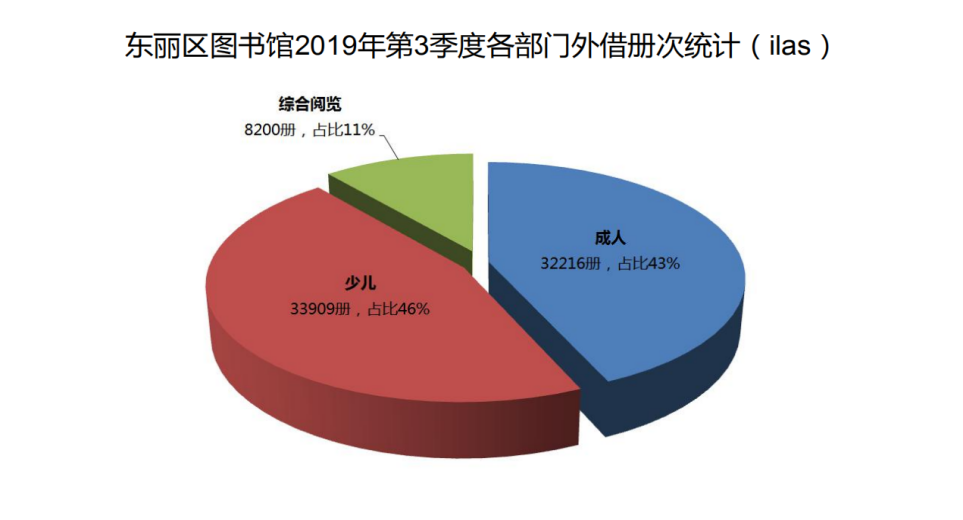 东丽区图书馆2019年第3季度各部门外借册次统计（ilas）
综合阅览
8200册，占比11%
成人
32216册，占比43%
少儿
33909册，占比46%